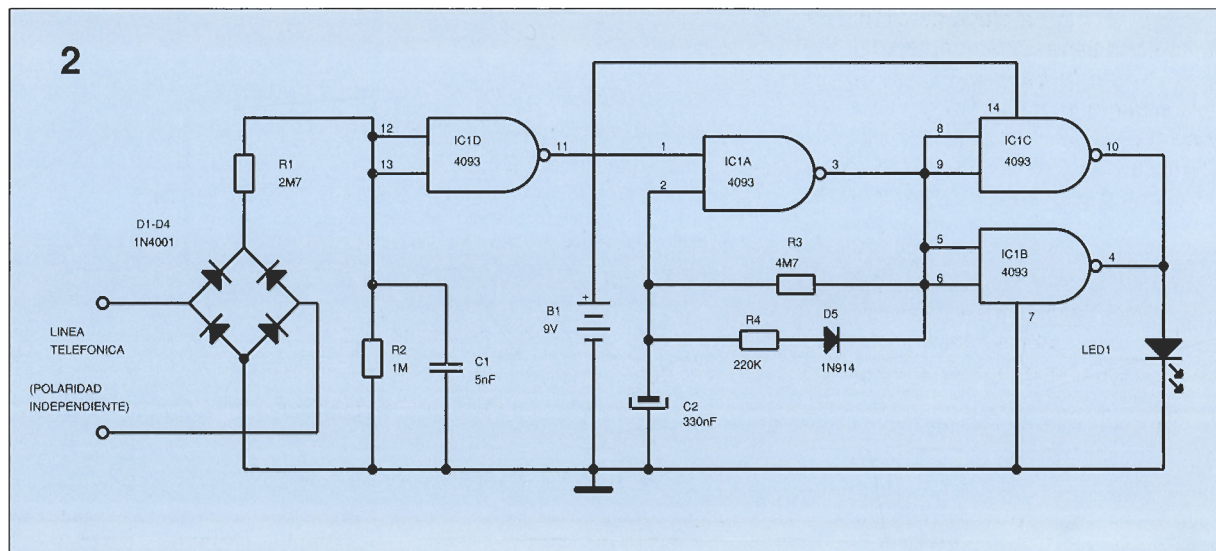 2
R1
2M7
D1-D4
1N4001
LINEA
TELEFONICA
(POLARIDAD
INDEPENDIENTE)
12
13
IC1D
4093
11
R2
1M
C1
5nF
B1
9V
+
1
2
IC1A
4093
3
R3
4M7
R4
220K
D5
1N914
C2
330nF
14
8
9
IC1C
4093
10
5
6
IC1B
4093
4
7
LED1